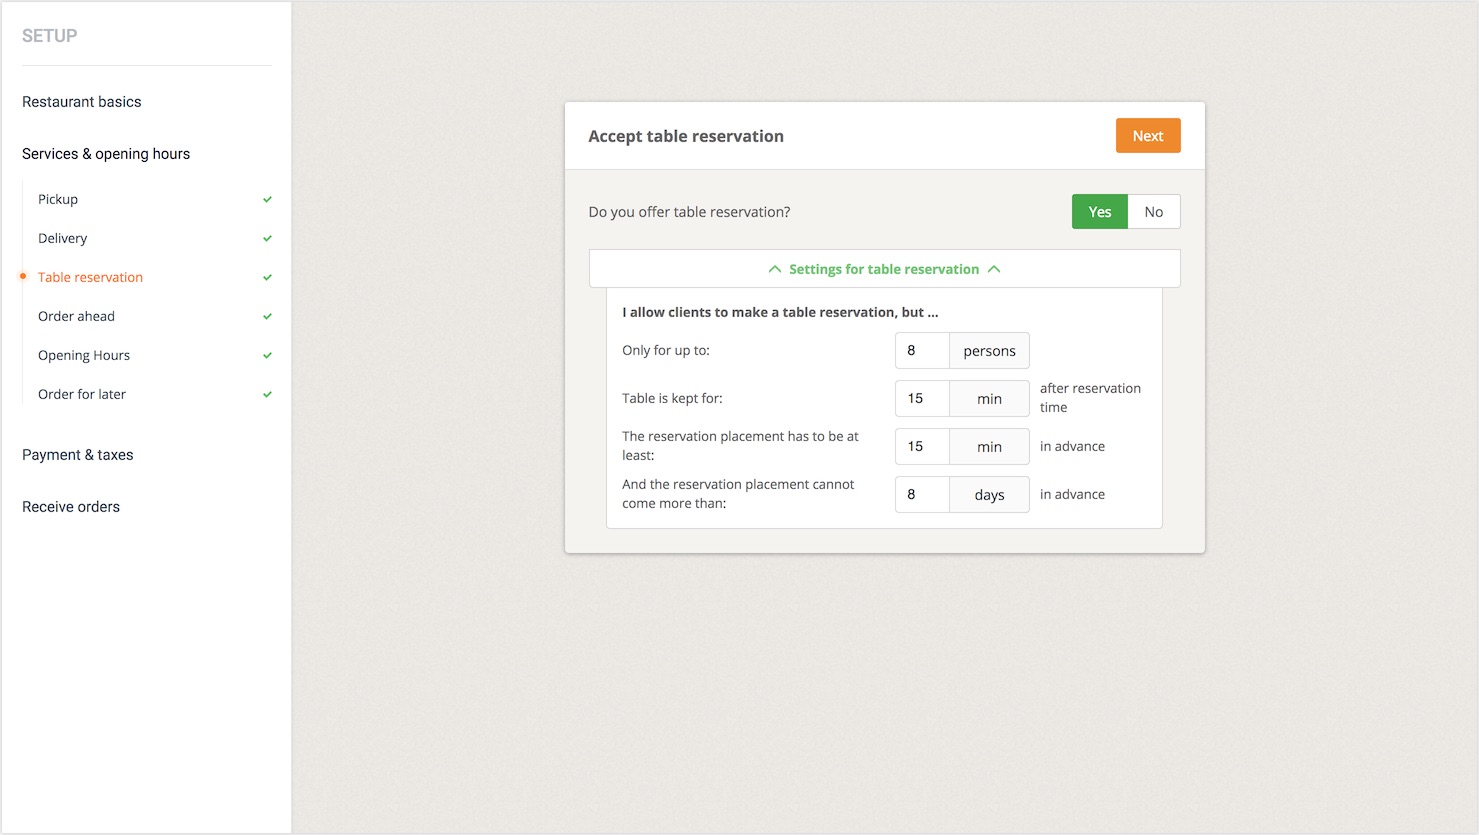 SETUP
Restaurant basics
Services & opening hours
Pickup
Delivery
Table reservation
Order ahead
Opening Hours
Order for later
Payment & taxes
Receive orders
Accept table reservation
Next
Do you offer table reservation?
Yes
No
Settings for table reservation
I allow clients to make a table reservation, but ...
Only for up to:
8
persons
Table is kept for:
15
min
after reservation
time
The reservation placement has to be at
least:
15
min
in advance
And the reservation placement cannot
come more than:
8
days
in advance